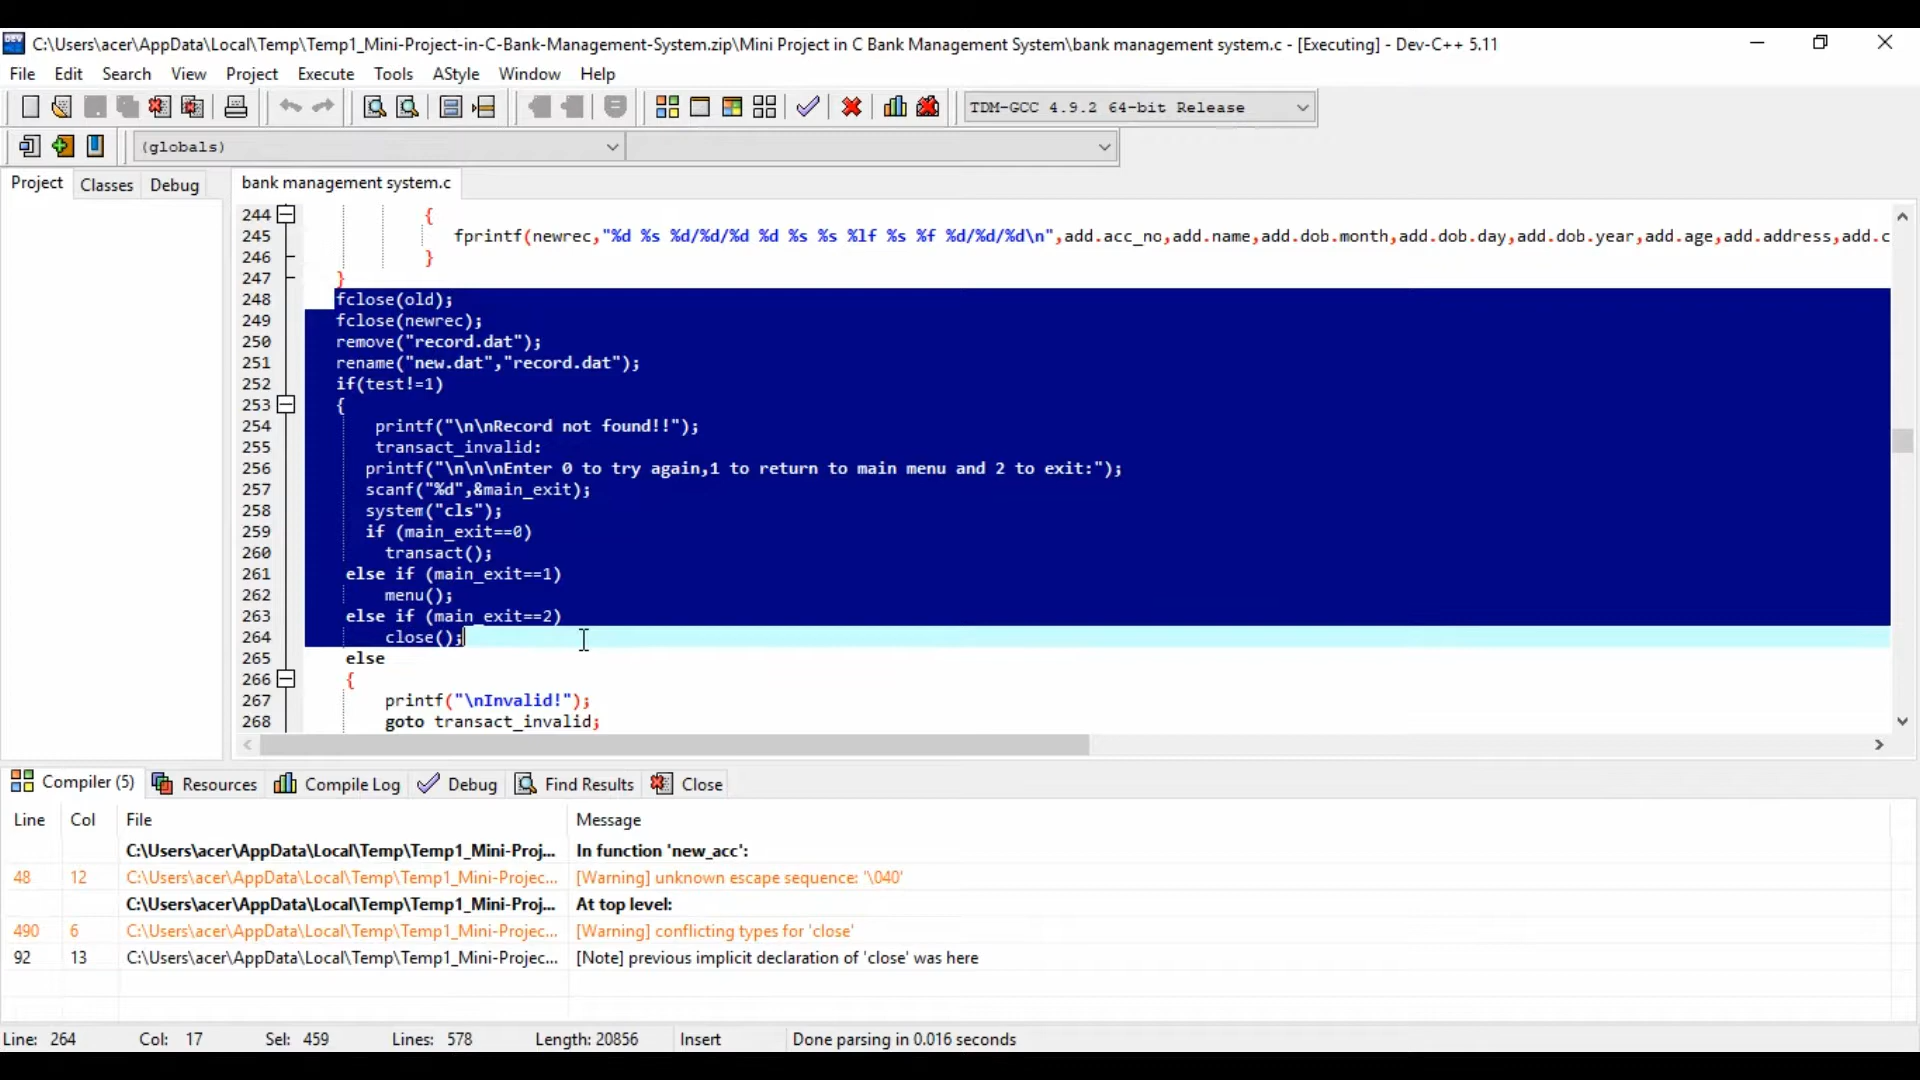 C:\Users\acer\AppData\Local\Temp\Temp1_Mini-Project-in-C-Bank-Management-System.zip\Mini Project in C Bank Management System\bank management system.c - [Executing] - Dev-C++ 5.11
File Edit Search View Project Execute Tools AStyle Window Help
TDM-GCC 4.9.2 64-bit Release
(globals)
Project Classes Debug bank management system.c
244 {
245 fprintf(newrec,"%d %s %d/%d/%d %d %s %s %lf %s %f %d/%d/%d\n",add.acc_no,add.name,add.dob.month,add.dob.day,add.dob.year,add.age,add.address,add.c
246 }
247 }
248 fclose(old);
249 fclose(newrec);
250 remove("record.dat");
251 rename("new.dat","record.dat");
252 if(test!=1)
253 {
254 printf("\n\nRecord not found!!");
255 transact_invalid:
256 printf("\n\n\nEnter 0 to try again,1 to return to main menu and 2 to exit:");
257 scanf("%d",&main_exit);
258 system("cls");
259 if (main_exit==0)
260 transact();
261 else if (main_exit==1)
262 menu();
263 else if (main_exit==2)
264 close();
265 else
266 {
267 printf("\nInvalid!");
268 goto transact_invalid;
Compiler (5) Resources Compile Log Debug Find Results Close
Line Col File Message
C:\Users\acer\AppData\Local\Temp\Temp1_Mini-Proj... In function 'new_acc':
48 12 C:\Users\acer\AppData\Local\Temp\Temp1_Mini-Projec... [Warning] unknown escape sequence: '\040'
C:\Users\acer\AppData\Local\Temp\Temp1_Mini-Proj... At top level:
490 6 C:\Users\acer\AppData\Local\Temp\Temp1_Mini-Projec... [Warning] conflicting types for 'close'
92 13 C:\Users\acer\AppData\Local\Temp\Temp1_Mini-Projec... [Note] previous implicit declaration of 'close' was here
Line: 264 Col: 17 Sel: 459 Lines: 578 Length: 20856 Insert Done parsing in 0.016 seconds